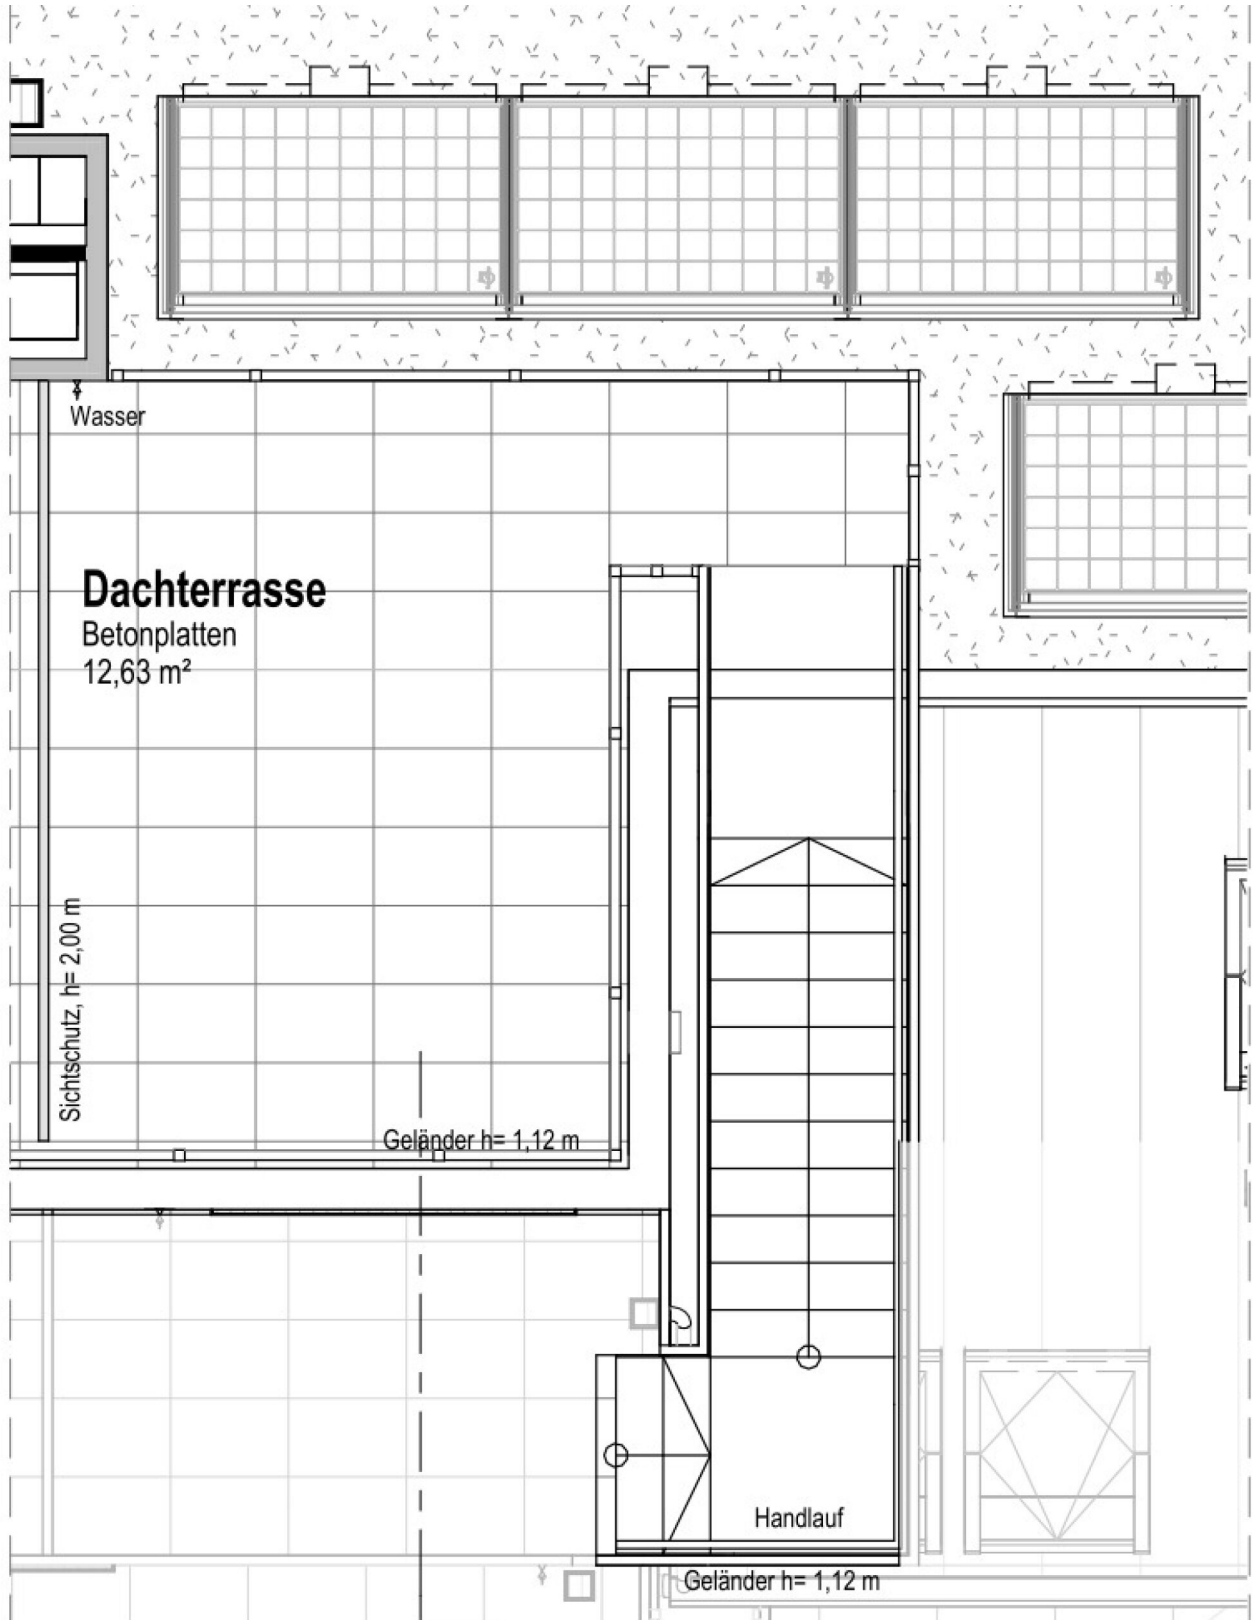 Wasser
Dachterrasse
Betonplatten
12,63 m²
Sichtschutz, h= 2,00 m
Geländer h= 1,12 m
Handlauf
Geländer h= 1,12 m